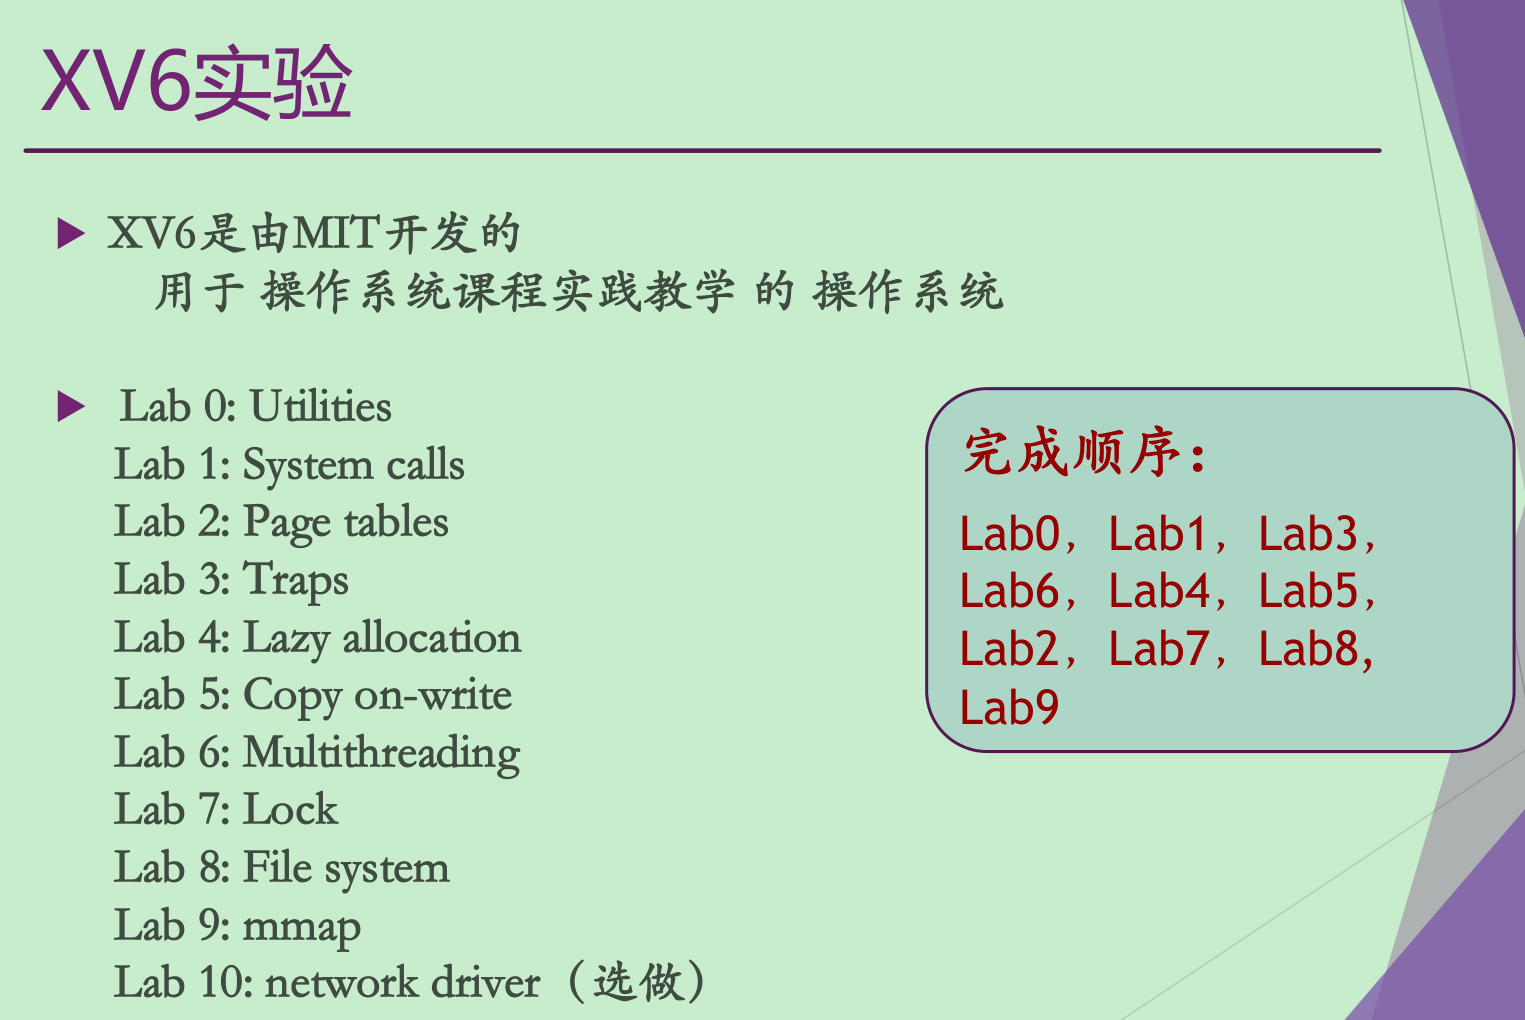 XV6实验
XV6是由MIT开发的
用于 操作系统课程实践教学 的 操作系统
Lab 0: Utilities
Lab 1: System calls
Lab 2: Page tables
Lab 3: Traps
Lab 4: Lazy allocation
Lab 5: Copy on-write
Lab 6: Multithreading
Lab 7: Lock
Lab 8: File system
Lab 9: mmap
Lab 10: network driver（选做）
完成顺序：
Lab0，Lab1，Lab3，
Lab6，Lab4，Lab5，
Lab2，Lab7，Lab8,
Lab9